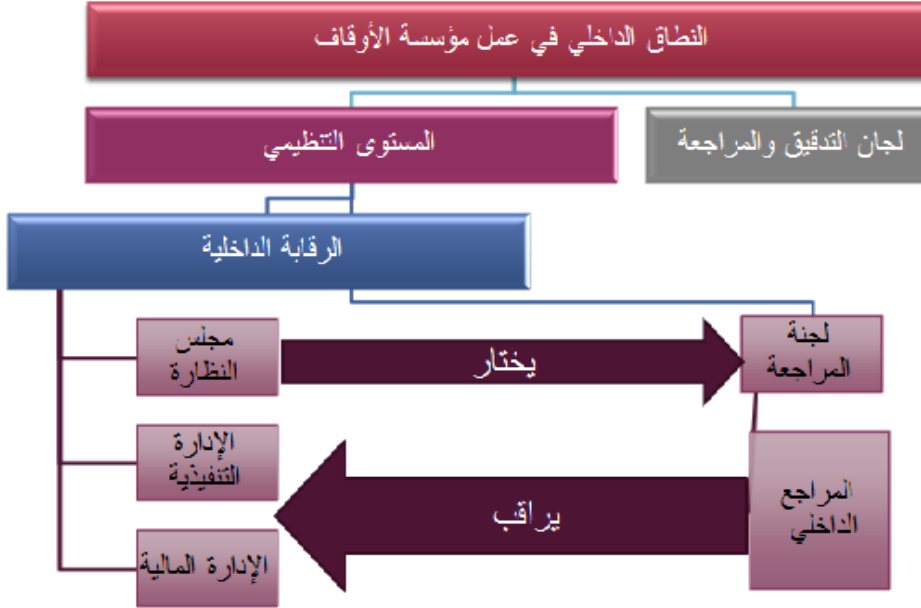 النطاق الداخلي في عمل مؤسسة الأوقاف
لجان التدقيق والمراجعة
المستوى التنظيمي
الرقابة الداخلية
لجنة
المراجعة
يختار
مجلس
النظارة
المراجع
الداخلي
يراقب
الإدارة
التنفيذية
الإدارة المالية